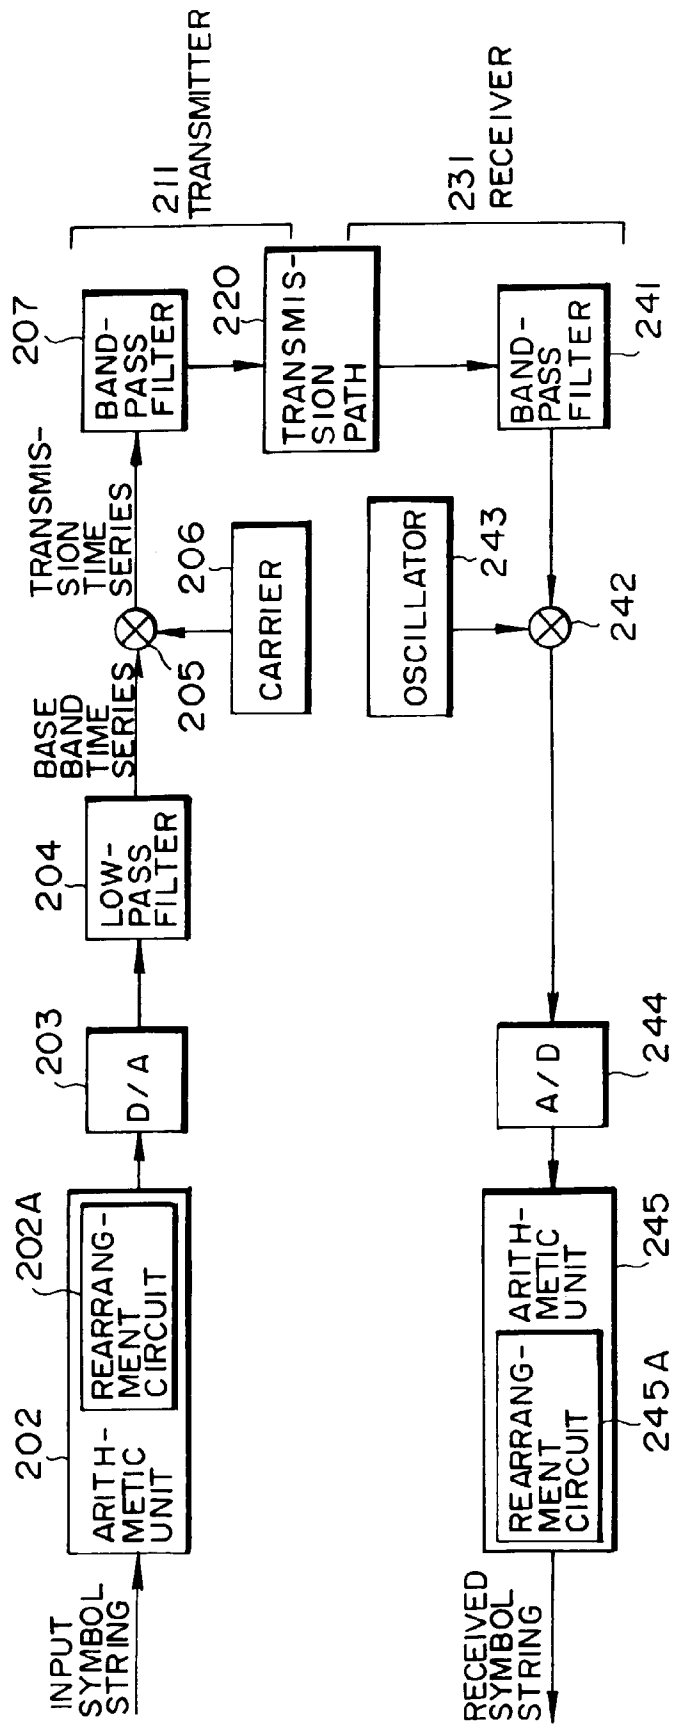 INPUT
SYMBOL
STRING
202
ARITH-
METIC
UNIT
202A
REARRANG-
MENT
CIRCUIT
203
D/A
204
LOW-
PASS
FILTER
BASE
BAND
TIME
SERIES
205
206
CARRIER
TRANSMIS-
SION
TIME
SERIES
207
BAND-
PASS
FILTER
211
TRANSMITTER
220
TRANSMIS-
SION
PATH
231
RECEIVER
241
BAND-
PASS
FILTER
OSCILLATOR
243
242
A/D
244
ARITH-
METIC
UNIT
245
REARRANG-
MENT
CIRCUIT
245A
RECEIVED
SYMBOL
STRING